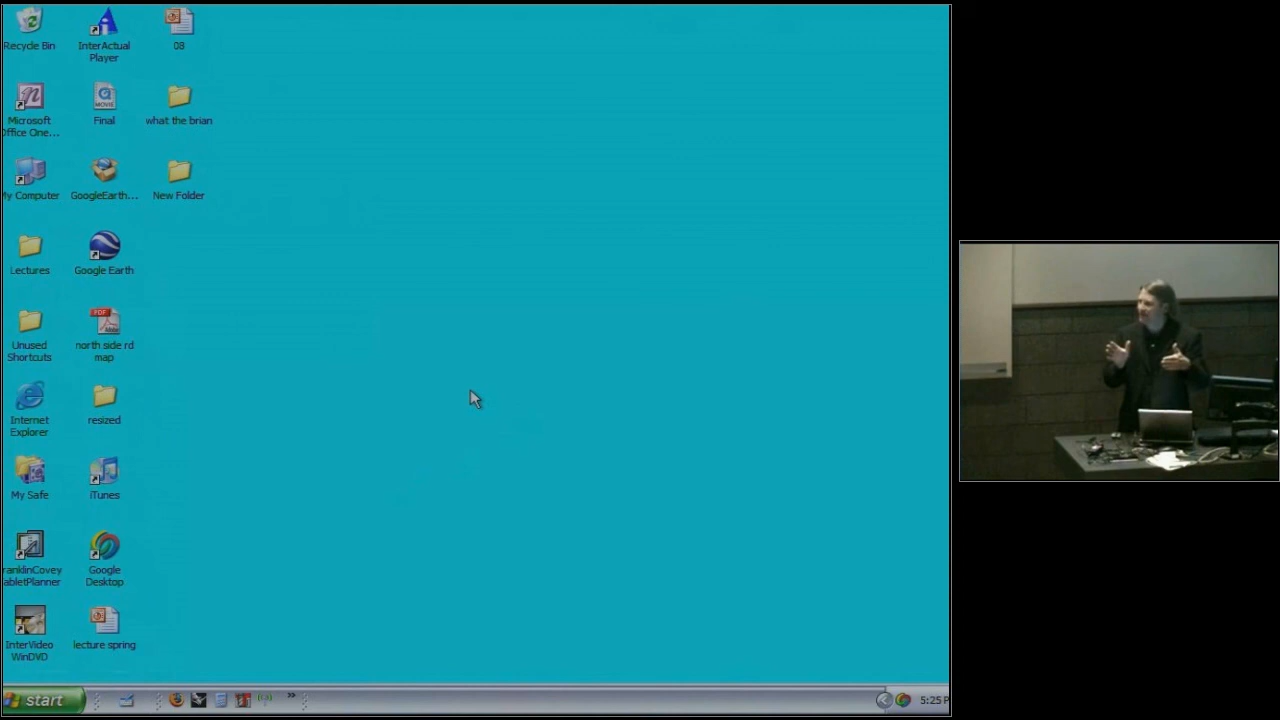 Recycle Bin
InterActual
Player
08
Microsoft
Office One...
MOVIE
Final
what the brian
My Computer
GoogleEarth...
New Folder
Lectures
Google Earth
Unused
Shortcuts
PDF
north side rd
map
Internet
Explorer
resized
My Safe
iTunes
ranklinCovey
abletPlanner
Google
Desktop
InterVideo
WinDVD
lecture spring
start
5:25 P